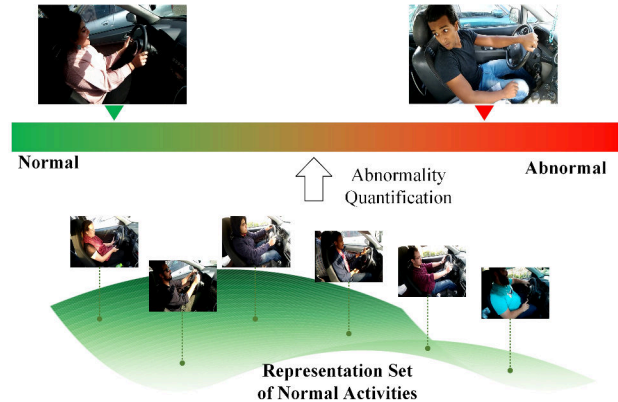 Normal
Abnormal
Abnormality
Quantification
Representation Set
of Normal Activities